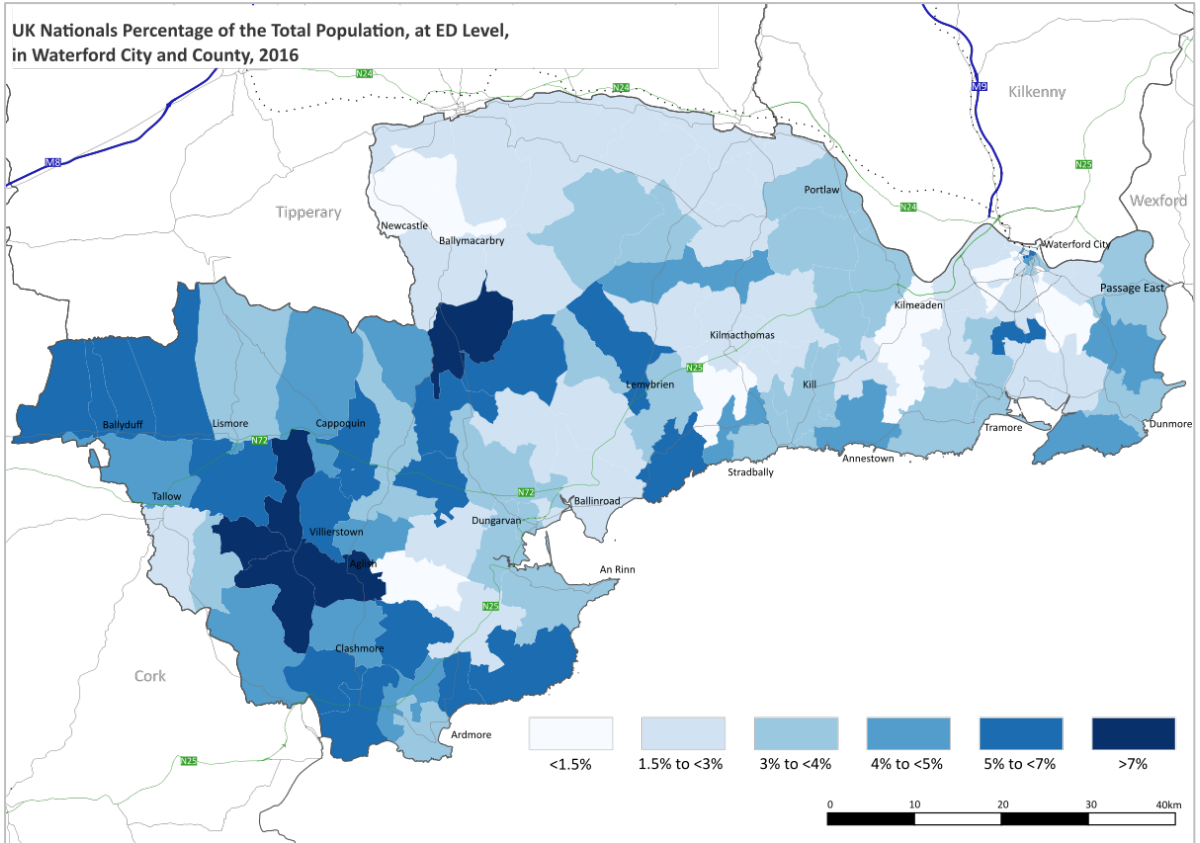 UK Nationals Percentage of the Total Population, at ED Level,
in Waterford City and County, 2016
N24
N24
M9
Kilkenny
M8
N25
Tipperary
Portlaw
N24
Wexford
Newcastle
Ballymacarbry
Waterford City
Passage East
Kilmeaden
Kilmacthomas
N25
Lemybrien
Kill
Ballyduff
Lismore
Cappoquin
N72
Tramore
Dunmore
Annestown
Stradbally
Tallow
N72
Ballinroad
Dungarvan
Villierstown
Aglish
An Rinn
N25
Clashmore
Cork
Ardmore
N25
<1.5%
1.5% to <3%
3% to <4%
4% to <5%
5% to <7%
>7%
0
10
20
30
40km